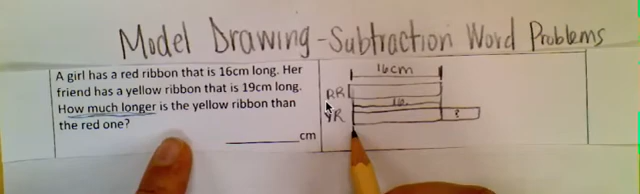 Model Drawing - Subtraction Word Problems
A girl has a red ribbon that is 16cm long. Her
friend has a yellow ribbon that is 19cm long.
How much longer is the yellow ribbon than
the red one?
cm
16cm
RR
16
YR
?